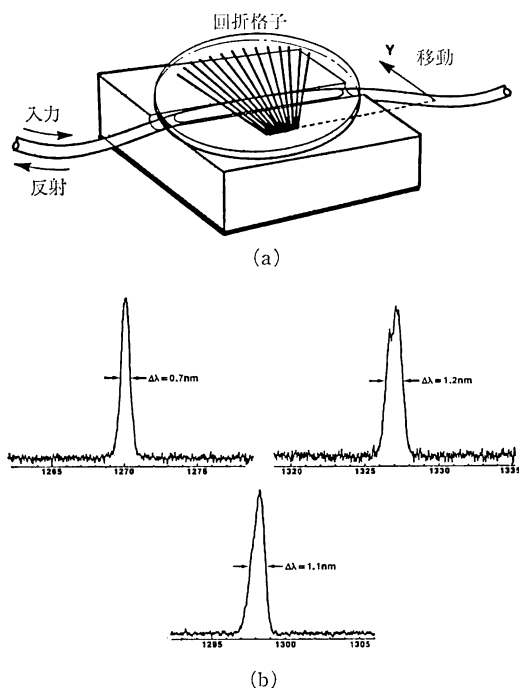 回折格子
Y
移動
入力
反射
(a)
Δλ=0.7nm
1265
1270
1275
Δλ=1.2nm
1320
1325
1330
1335
Δλ=1.1nm
1295
1300
1305
(b)